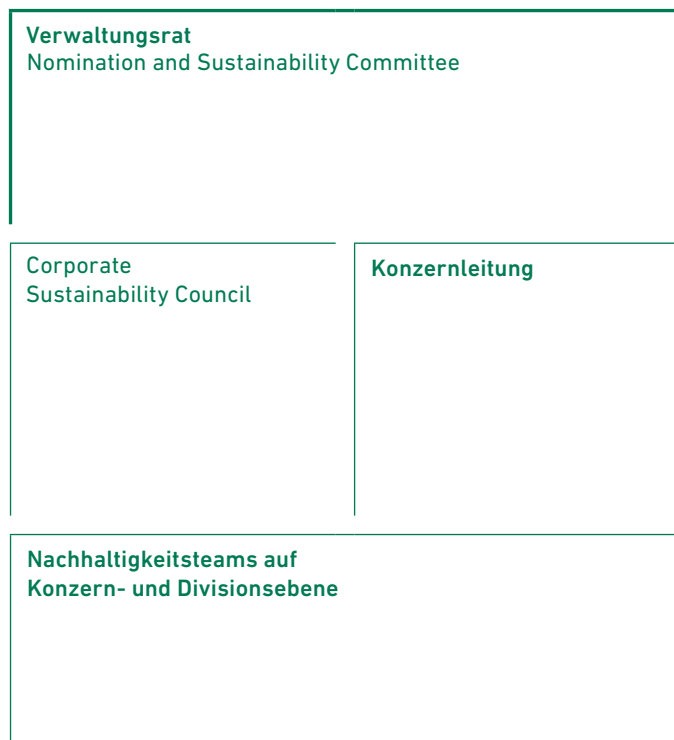 Verwaltungsrat
Nomination and Sustainability Committee
Corporate
Sustainability Council
Konzernleitung
Nachhaltigkeitsteams auf
Konzern- und Divisionsebene